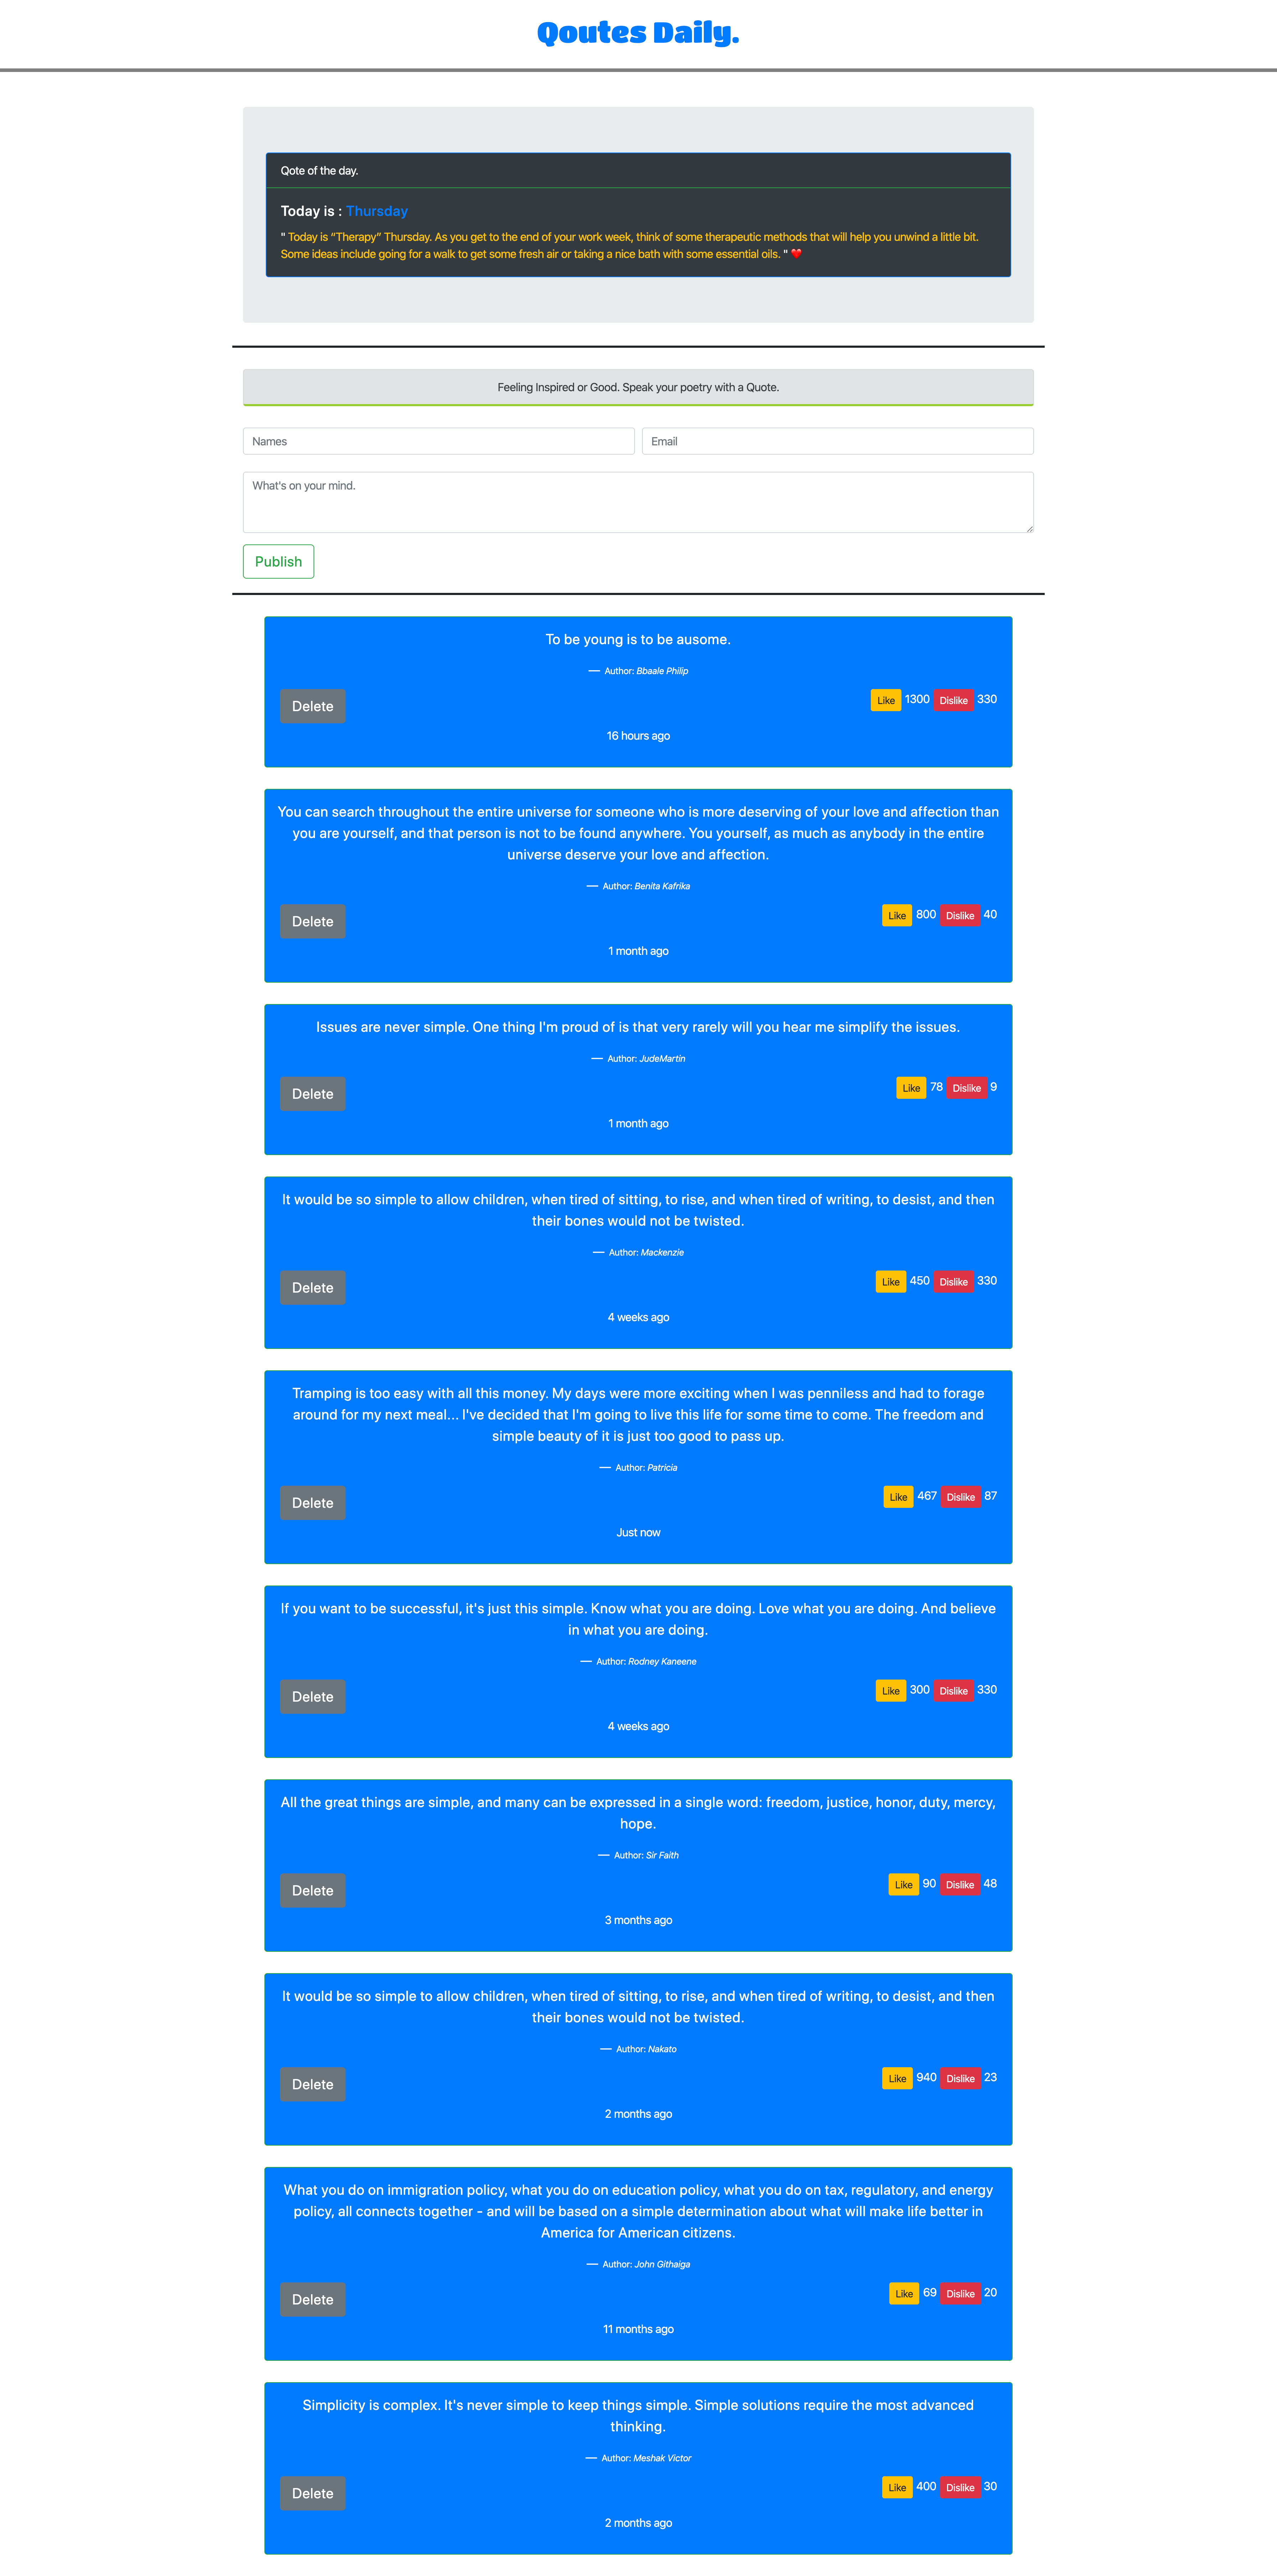 Qoutes Daily.
Qote of the day.
Today is : Thursday
" Today is “Therapy” Thursday. As you get to the end of your work week, think of some therapeutic methods that will help you unwind a little bit.
Some ideas include going for a walk to get some fresh air or taking a nice bath with some essential oils. " ❤️
Feeling Inspired or Good. Speak your poetry with a Quote.
Names Email
What's on your mind.
Publish
To be young is to be ausome.
— Author: Bbaale Philip
Delete Like 1300 Dislike 330
16 hours ago
You can search throughout the entire universe for someone who is more deserving of your love and affection than
you are yourself, and that person is not to be found anywhere. You yourself, as much as anybody in the entire
universe deserve your love and affection.
— Author: Benita Kafrika
Delete Like 800 Dislike 40
1 month ago
Issues are never simple. One thing I'm proud of is that very rarely will you hear me simplify the issues.
— Author: JudeMartin
Delete Like 78 Dislike 9
1 month ago
It would be so simple to allow children, when tired of sitting, to rise, and when tired of writing, to desist, and then
their bones would not be twisted.
— Author: Mackenzie
Delete Like 450 Dislike 330
4 weeks ago
Tramping is too easy with all this money. My days were more exciting when I was penniless and had to forage
around for my next meal... I've decided that I'm going to live this life for some time to come. The freedom and
simple beauty of it is just too good to pass up.
— Author: Patricia
Delete Like 467 Dislike 87
Just now
If you want to be successful, it's just this simple. Know what you are doing. Love what you are doing. And believe
in what you are doing.
— Author: Rodney Kaneene
Delete Like 300 Dislike 330
4 weeks ago
All the great things are simple, and many can be expressed in a single word: freedom, justice, honor, duty, mercy,
hope.
— Author: Sir Faith
Delete Like 90 Dislike 48
3 months ago
It would be so simple to allow children, when tired of sitting, to rise, and when tired of writing, to desist, and then
their bones would not be twisted.
— Author: Nakato
Delete Like 940 Dislike 23
2 months ago
What you do on immigration policy, what you do on education policy, what you do on tax, regulatory, and energy
policy, all connects together - and will be based on a simple determination about what will make life better in
America for American citizens.
— Author: John Githaiga
Delete Like 69 Dislike 20
11 months ago
Simplicity is complex. It's never simple to keep things simple. Simple solutions require the most advanced
thinking.
— Author: Meshak Victor
Delete Like 400 Dislike 30
2 months ago